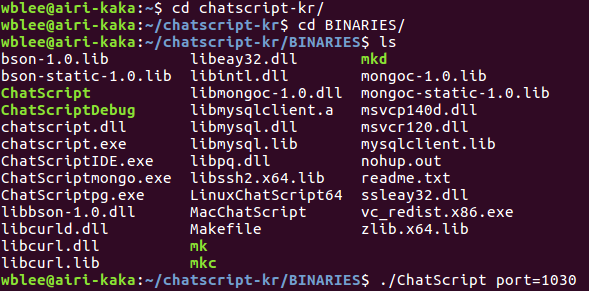 wblee@airi-kaka:~$ cd chatscript-kr/
wblee@airi-kaka:~/chatscript-kr$ cd BINARIES/
wblee@airi-kaka:~/chatscript-kr/BINARIES$ ls
bson-1.0.lib libeay32.dll mkd
bson-static-1.0.lib libintl.dll mongoc-1.0.lib
ChatScript libmongoc-1.0.dll mongoc-static-1.0.lib
ChatScriptDebug libmysqlclient.a msvcp140d.dll
chatscript.dll libmysql.dll msvcr120.dll
chatscript.exe libmysql.lib mysqlclient.lib
ChatScriptIDE.exe libpq.dll nohup.out
ChatScriptmongo.exe libssh2.x64.lib readme.txt
ChatScriptpg.exe LinuxChatScript64 ssleay32.dll
libbson-1.0.dll MacChatScript vc_redist.x86.exe
libcurld.dll Makefile zlib.x64.lib
libcurl.dll mk
libcurl.lib mkc
wblee@airi-kaka:~/chatscript-kr/BINARIES$ ./ChatScript port=1030